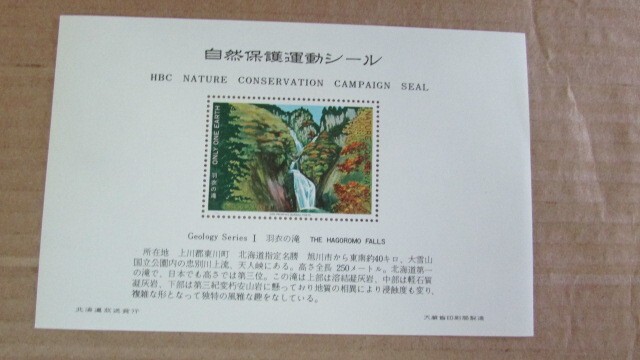 自然保護運動シール
HBC NATURE CONSERVATION CAMPAIGN SEAL
ONLY ONE EARTH
羽衣の滝
Geology Series I 羽衣の滝 THE HAGOROMO FALLS
所在地 上川郡東川町 北海道指定名勝 旭川市から東南約40キロ、大雪山
国立公園内の忠別川上流、天人峡にある。高さ全長 250メートル。北海道第一
の滝で、日本でも高さでは第三位。この滝は上部は溶結凝灰岩、中部は軽石質
凝灰岩、下部は第三紀変朽安山岩に懸っており地質の相異により浸蝕度も変り、
複雑な形となって独特の風雅な趣をなしている。
北海道放送発行